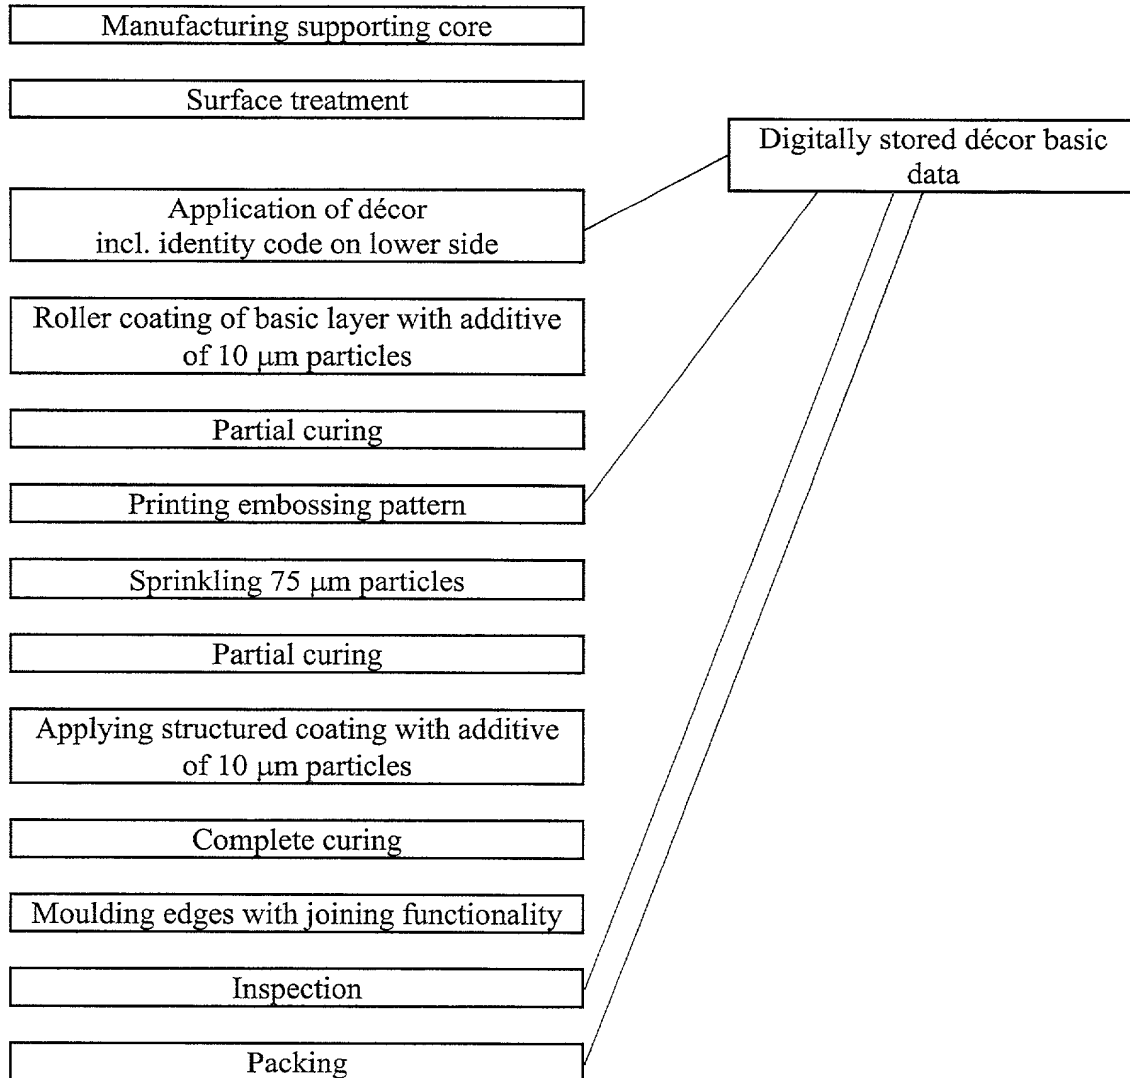 Manufacturing supporting core
Surface treatment
Digitally stored décor basic
data
Application of décor
incl. identity code on lower side
Roller coating of basic layer with additive
of 10 µm particles
Partial curing
Printing embossing pattern
Sprinkling 75 µm particles
Partial curing
Applying structured coating with additive
of 10 µm particles
Complete curing
Moulding edges with joining functionality
Inspection
Packing